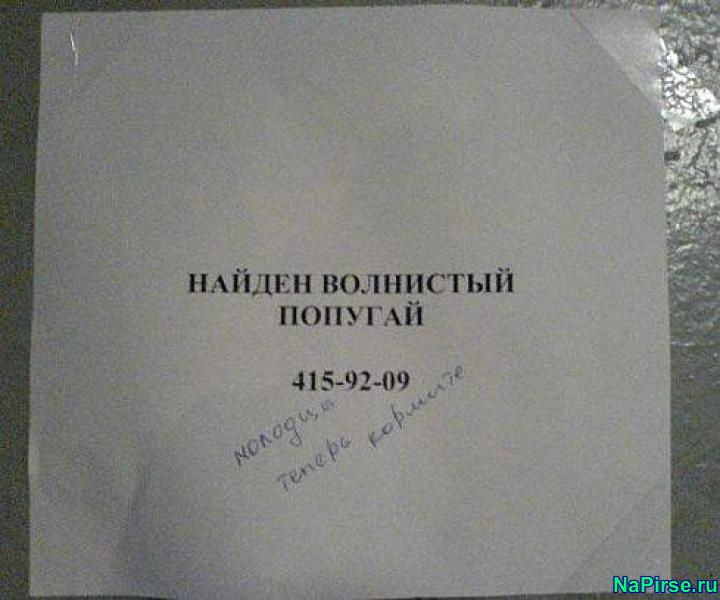 НАЙДЕН ВОЛНИСТЫЙ
ПОПУГАЙ
415-92-09
молодцы
теперь кормите
NaPirse.ru